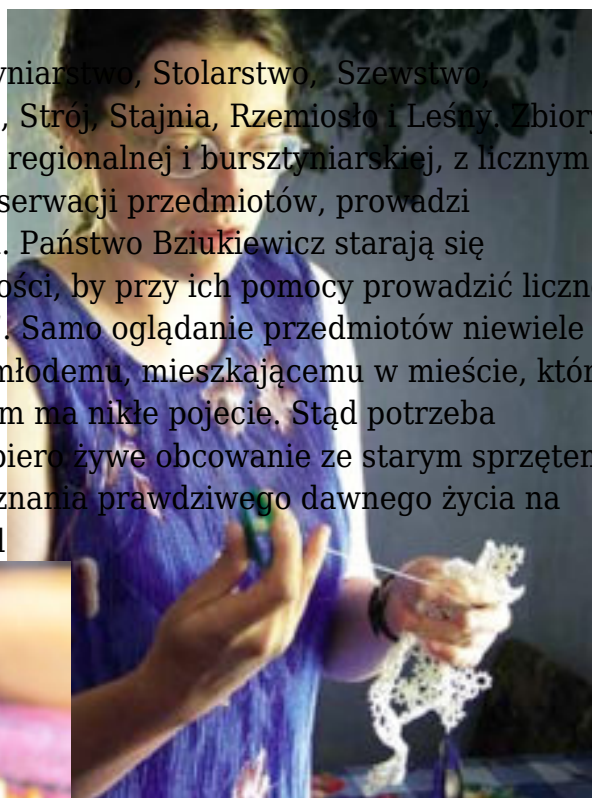 yniarstwo, Stolarstwo, Szewstwo,
, Strój, Stajnia, Rzemiosło i Leśny. Zbiory
regionalnej i bursztyniarskiej, z licznym
serwacji przedmiotów, prowadzi
. Państwo Bziukiewicz starają się
ości, by przy ich pomocy prowadzić liczn
. Samo oglądanie przedmiotów niewiele
młodemu, mieszkającemu w mieście, któr
m ma nikłe pojecie. Stąd potrzeba
piero żywe obcowanie ze starym sprzętem
znania prawdziwego dawnego życia na